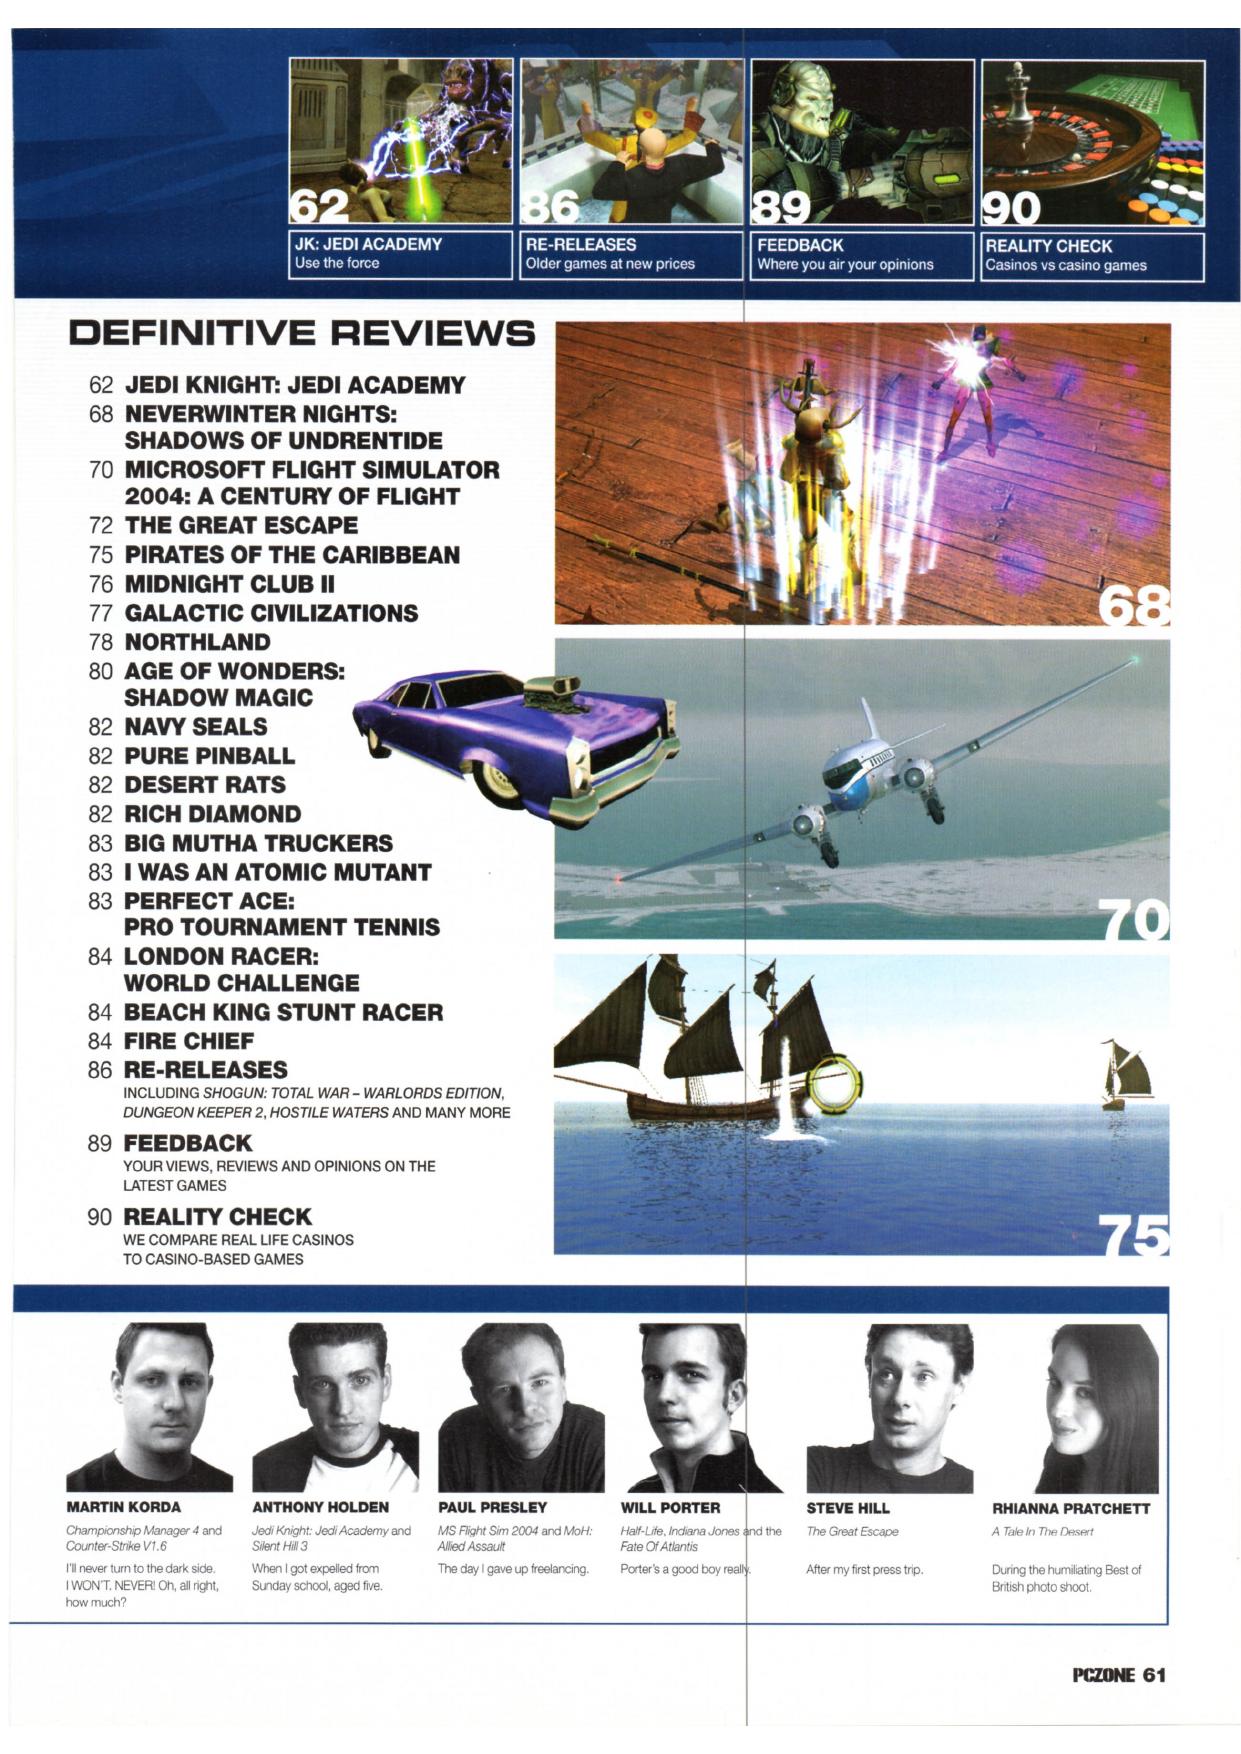 62
86
89
90
JK: JEDI ACADEMY
Use the force
RE-RELEASES
Older games at new prices
FEEDBACK
Where you air your opinions
REALITY CHECK
Casinos vs casino games
DEFINITIVE REVIEWS
62 JEDI KNIGHT: JEDI ACADEMY
68 NEVERWINTER NIGHTS:
SHADOWS OF UNDRENTIDE
70 MICROSOFT FLIGHT SIMULATOR
2004: A CENTURY OF FLIGHT
72 THE GREAT ESCAPE
75 PIRATES OF THE CARIBBEAN
76 MIDNIGHT CLUB II
77 GALACTIC CIVILIZATIONS
78 NORTHLAND
80 AGE OF WONDERS:
SHADOW MAGIC
82 NAVY SEALS
82 PURE PINBALL
82 DESERT RATS
82 RICH DIAMOND
83 BIG MUTHA TRUCKERS
83 I WAS AN ATOMIC MUTANT
83 PERFECT ACE:
PRO TOURNAMENT TENNIS
84 LONDON RACER:
WORLD CHALLENGE
84 BEACH KING STUNT RACER
84 FIRE CHIEF
86 RE-RELEASES
INCLUDING SHOGUN: TOTAL WAR – WARLORDS EDITION,
DUNGEON KEEPER 2, HOSTILE WATERS AND MANY MORE
89 FEEDBACK
YOUR VIEWS, REVIEWS AND OPINIONS ON THE
LATEST GAMES
90 REALITY CHECK
WE COMPARE REAL LIFE CASINOS
TO CASINO-BASED GAMES
68
70
75
MARTIN KORDA
Championship Manager 4 and
Counter-Strike V1.6
I'll never turn to the dark side.
I WON'T. NEVER! Oh, all right,
how much?
ANTHONY HOLDEN
Jedi Knight: Jedi Academy and
Silent Hill 3
When I got expelled from
Sunday school, aged five.
PAUL PRESLEY
MS Flight Sim 2004 and MoH:
Allied Assault
The day I gave up freelancing.
WILL PORTER
Half-Life, Indiana Jones and the
Fate Of Atlantis
Porter's a good boy really.
STEVE HILL
The Great Escape
After my first press trip.
RHIANNA PRATCHETT
A Tale In The Desert
During the humiliating Best of
British photo shoot.
PCZONE 61